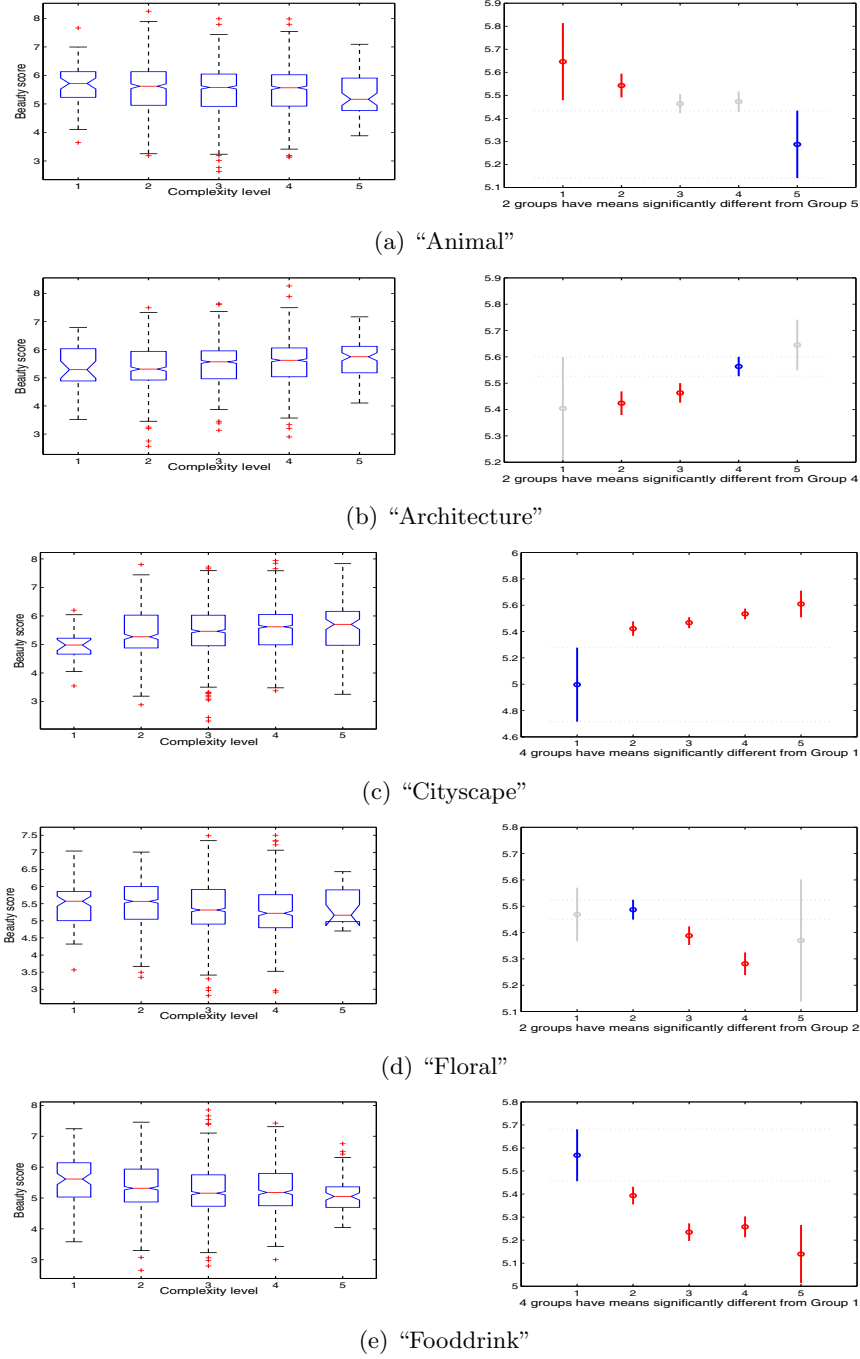 8
7
6
5
4
3
Beauty score
1 2 3 4 5
Complexity level
5.9
5.8
5.7
5.6
5.5
5.4
5.3
5.2
5.1
1 2 3 4 5
2 groups have means significantly different from Group 5
(a) “Animal”
8
7
6
5
4
3
Beauty score
1 2 3 4 5
Complexity level
5.9
5.8
5.7
5.6
5.5
5.4
5.3
5.2
1 2 3 4 5
2 groups have means significantly different from Group 4
(b) “Architecture”
8
7
6
5
4
3
Beauty score
1 2 3 4 5
Complexity level
6
5.8
5.6
5.4
5.2
5
4.8
4.6
1 2 3 4 5
4 groups have means significantly different from Group 1
(c) “Cityscape”
7.5
7
6.5
6
5.5
5
4.5
4
3.5
3
Beauty score
1 2 3 4 5
Complexity level
5.8
5.7
5.6
5.5
5.4
5.3
5.2
5.1
1 2 3 4 5
2 groups have means significantly different from Group 2
(d) “Floral”
8
7
6
5
4
3
Beauty score
1 2 3 4 5
Complexity level
5.8
5.7
5.6
5.5
5.4
5.3
5.2
5.1
5
1 2 3 4 5
4 groups have means significantly different from Group 1
(e) “Fooddrink”